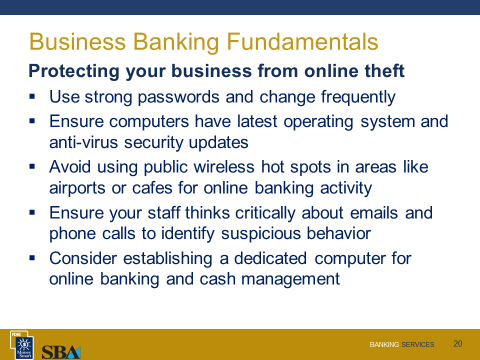 Business Banking Fundamentals
Protecting your business from online theft
▪ Use strong passwords and change frequently
▪ Ensure computers have latest operating system and
anti-virus security updates
▪ Avoid using public wireless hot spots in areas like
airports or cafes for online banking activity
▪ Ensure your staff thinks critically about emails and
phone calls to identify suspicious behavior
▪ Consider establishing a dedicated computer for
online banking and cash management
FDIC
Money
Smart
SBA
BANKING SERVICES 20